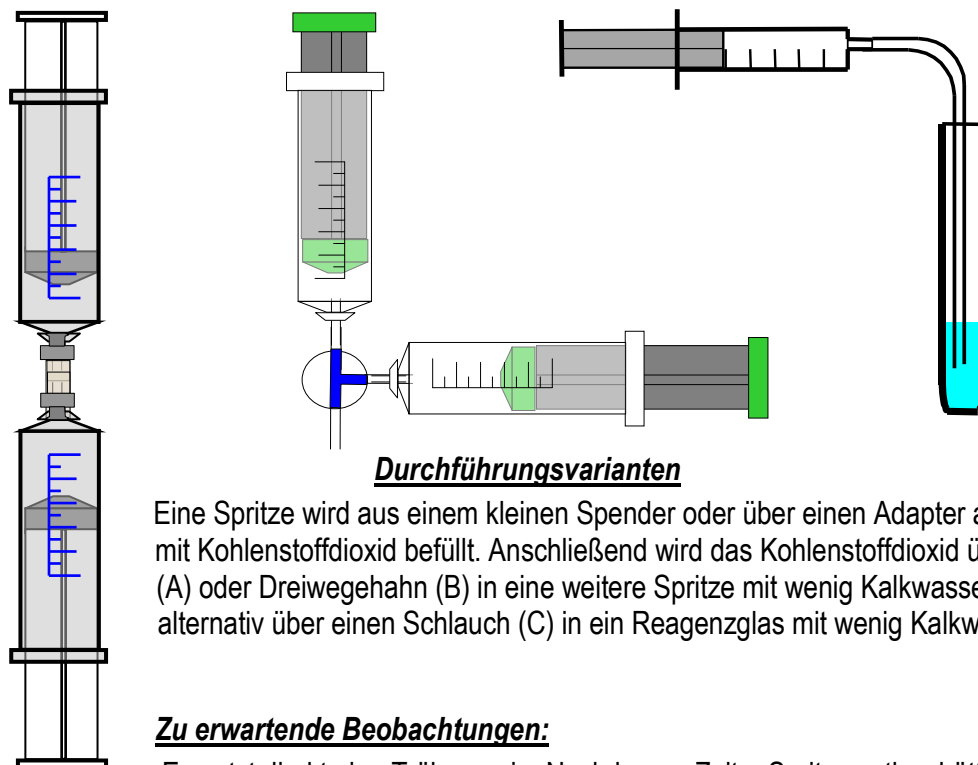 Durchführungsvarianten
Eine Spritze wird aus einem kleinen Spender oder über einen Adapter
mit Kohlenstoffdioxid befüllt. Anschließend wird das Kohlenstoffdioxid
(A) oder Dreiwegehahn (B) in eine weitere Spritze mit wenig
alternativ über einen Schlauch (C) in ein Reagenzglas mit wenig
Zu erwartende Beobachtungen: